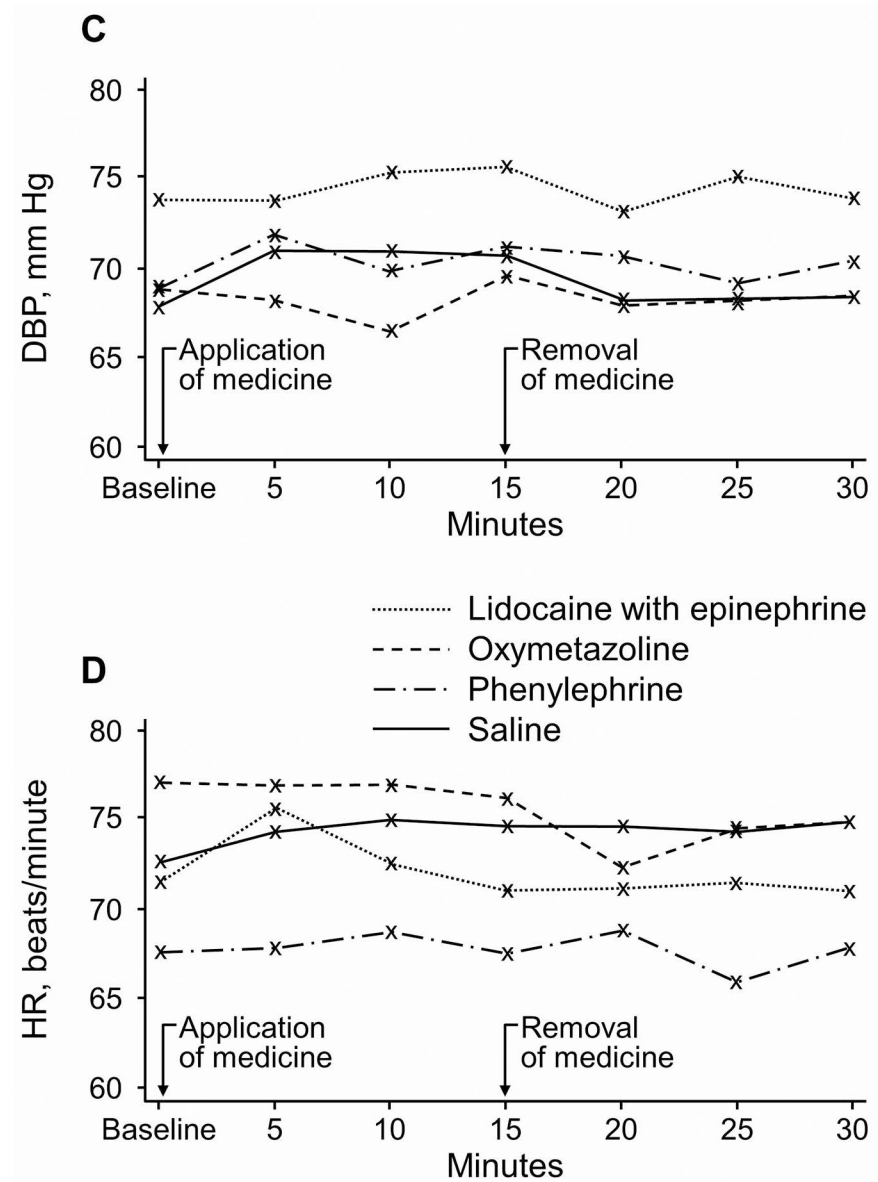 C
80
75
70
65
60
DBP, mm Hg
Application
of medicine
Removal
of medicine
Baseline 5 10 15 20 25 30
Minutes
Lidocaine with epinephrine
Oxymetazoline
Phenylephrine
Saline
D
80
75
70
65
60
HR, beats/minute
Application
of medicine
Removal
of medicine
Baseline 5 10 15 20 25 30
Minutes